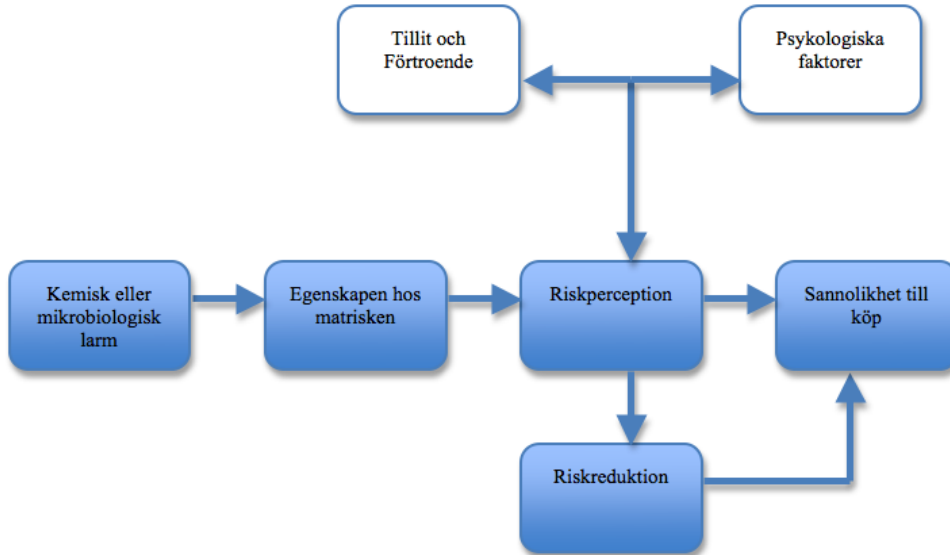 Tillit och
Förtroende
Psykologiska
faktorer
Kemisk eller
mikrobiologisk
larm
Egenskapen hos
matrisken
Riskperception
Sannolikhet till
köp
Riskreduktion